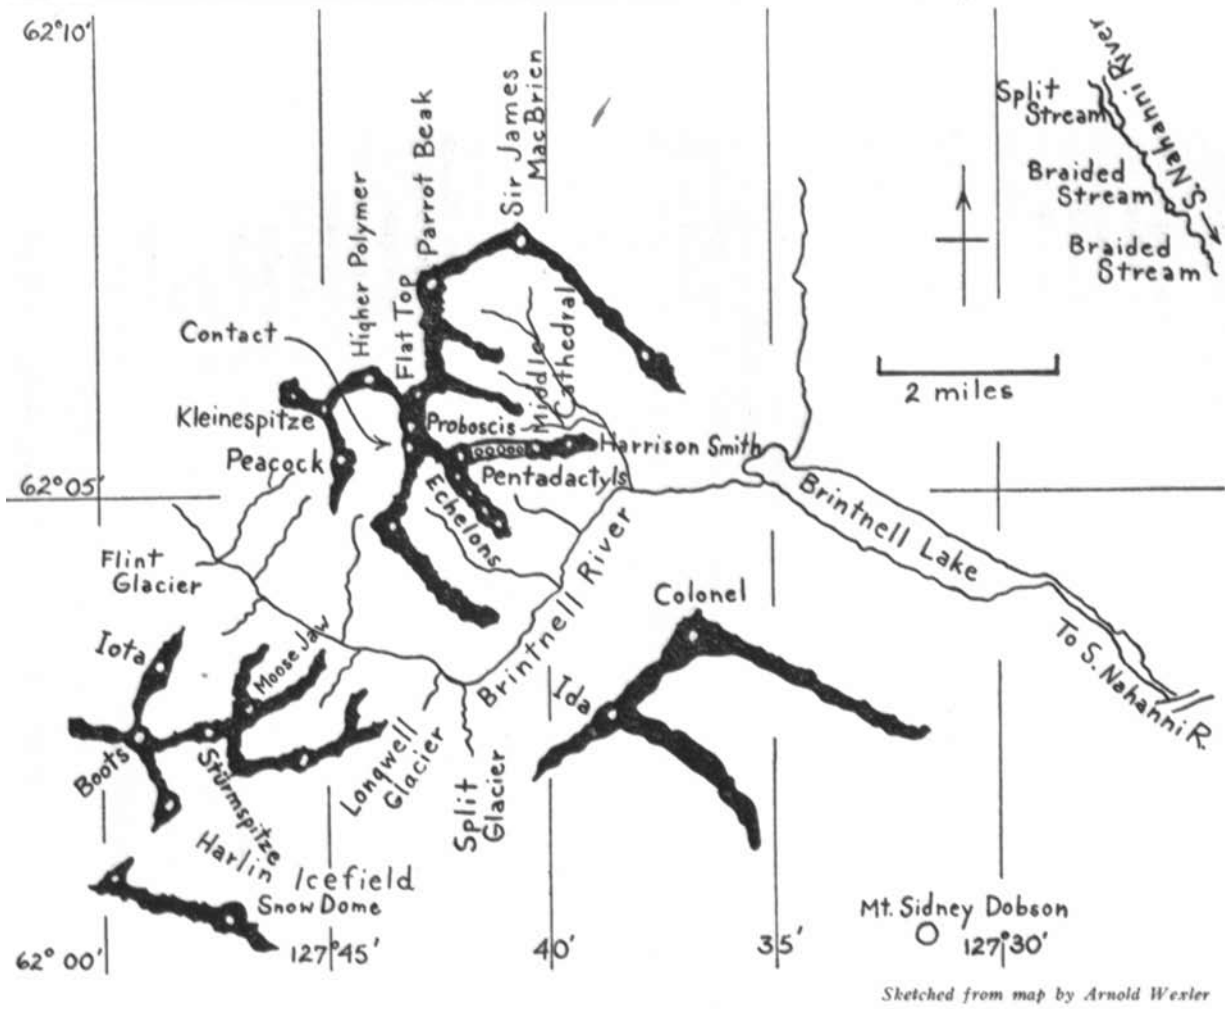 62°10'
Sir James
MacBrien
Parrot Beak
Higher Polymer
Flat Top
Contact
Middle
Cathedral
S. Nahanni River
Split
Stream
Braided
Stream
Braided
Stream
2 miles
Kleinespitze
Proboscis
Harrison Smith
Peacock
Pentadactyls
62°05'
Echelons
Brintnell Lake
Flint
Glacier
Brintnell River
Colonel
To S. Nahanni R.
Iota
Moose Jaw
Ida
Boots
Stürmspitze
Longwell
Glacier
Split
Glacier
Harlin Icefield
Snow Dome
Mt. Sidney Dobson
62° 00'
127°45'
40'
35'
127°30'
Sketched from map by Arnold Wexler